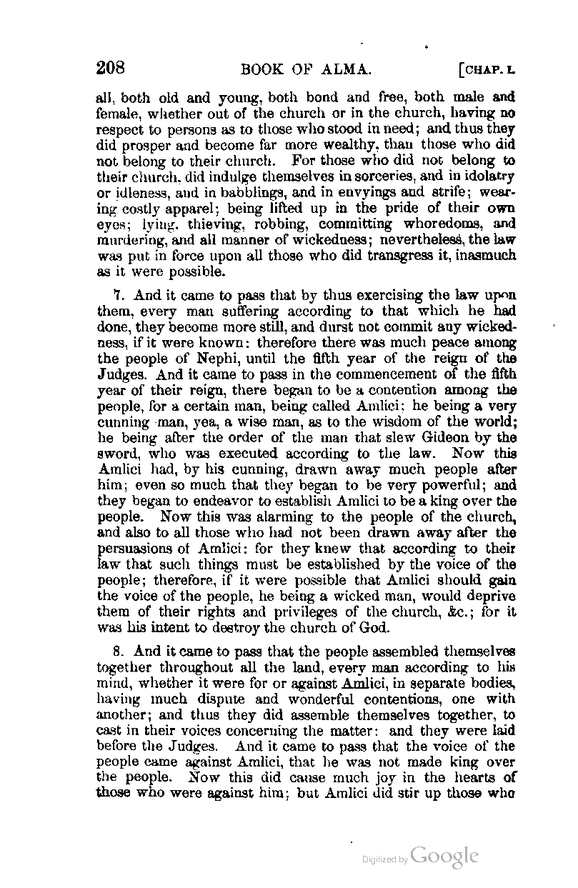 208 BOOK OF ALMA. [CHAP. I.
all, both old and young, both bond and free, both male and
female, whether out of the church or in the church, having no
respect to persons as to those who stood in need; and thus they
did prosper and become far more wealthy, than those who did
not belong to their church. For those who did not belong to
their church, did indulge themselves in sorceries, and in idolatry
or idleness, and in babblings, and in envyings and strife; wear-
ing costly apparel; being lifted up in the pride of their own
eyes; lying, thieving, robbing, committing whoredoms, and
murdering, and all manner of wickedness; nevertheless, the law
was put in force upon all those who did transgress it, inasmuch
as it were possible.
7. And it came to pass that by thus exercising the law upon
them, every man suffering according to that which he had
done, they become more still, and durst not commit any wicked-
ness, if it were known: therefore there was much peace among
the people of Nephi, until the fifth year of the reign of the
Judges. And it came to pass in the commencement of the fifth
year of their reign, there began to be a contention among the
people, for a certain man, being called Amlici: he being a very
cunning man, yea, a wise man, as to the wisdom of the world;
he being after the order of the man that slew Gideon by the
sword, who was executed according to the law. Now this
Amlici had, by his cunning, drawn away much people after
him; even so much that they began to be very powerful; and
they began to endeavor to establish Amlici to be a king over the
people. Now this was alarming to the people of the church,
and also to all those who had not been drawn away after the
persuasions of Amlici: for they knew that according to their
law that such things must be established by the voice of the
people; therefore, if it were possible that Amlici should gain
the voice of the people, he being a wicked man, would deprive
them of their rights and privileges of the church, &c.; for it
was his intent to destroy the church of God.
8. And it came to pass that the people assembled themselves
together throughout all the land, every man according to his
mind, whether it were for or against Amlici, in separate bodies,
having much dispute and wonderful contentions, one with
another; and thus they did assemble themselves together, to
cast in their voices concerning the matter: and they were laid
before the Judges. And it came to pass that the voice of the
people came against Amlici, that he was not made king over
the people. Now this did cause much joy in the hearts of
those who were against him; but Amlici did stir up those who
Digitized by Google